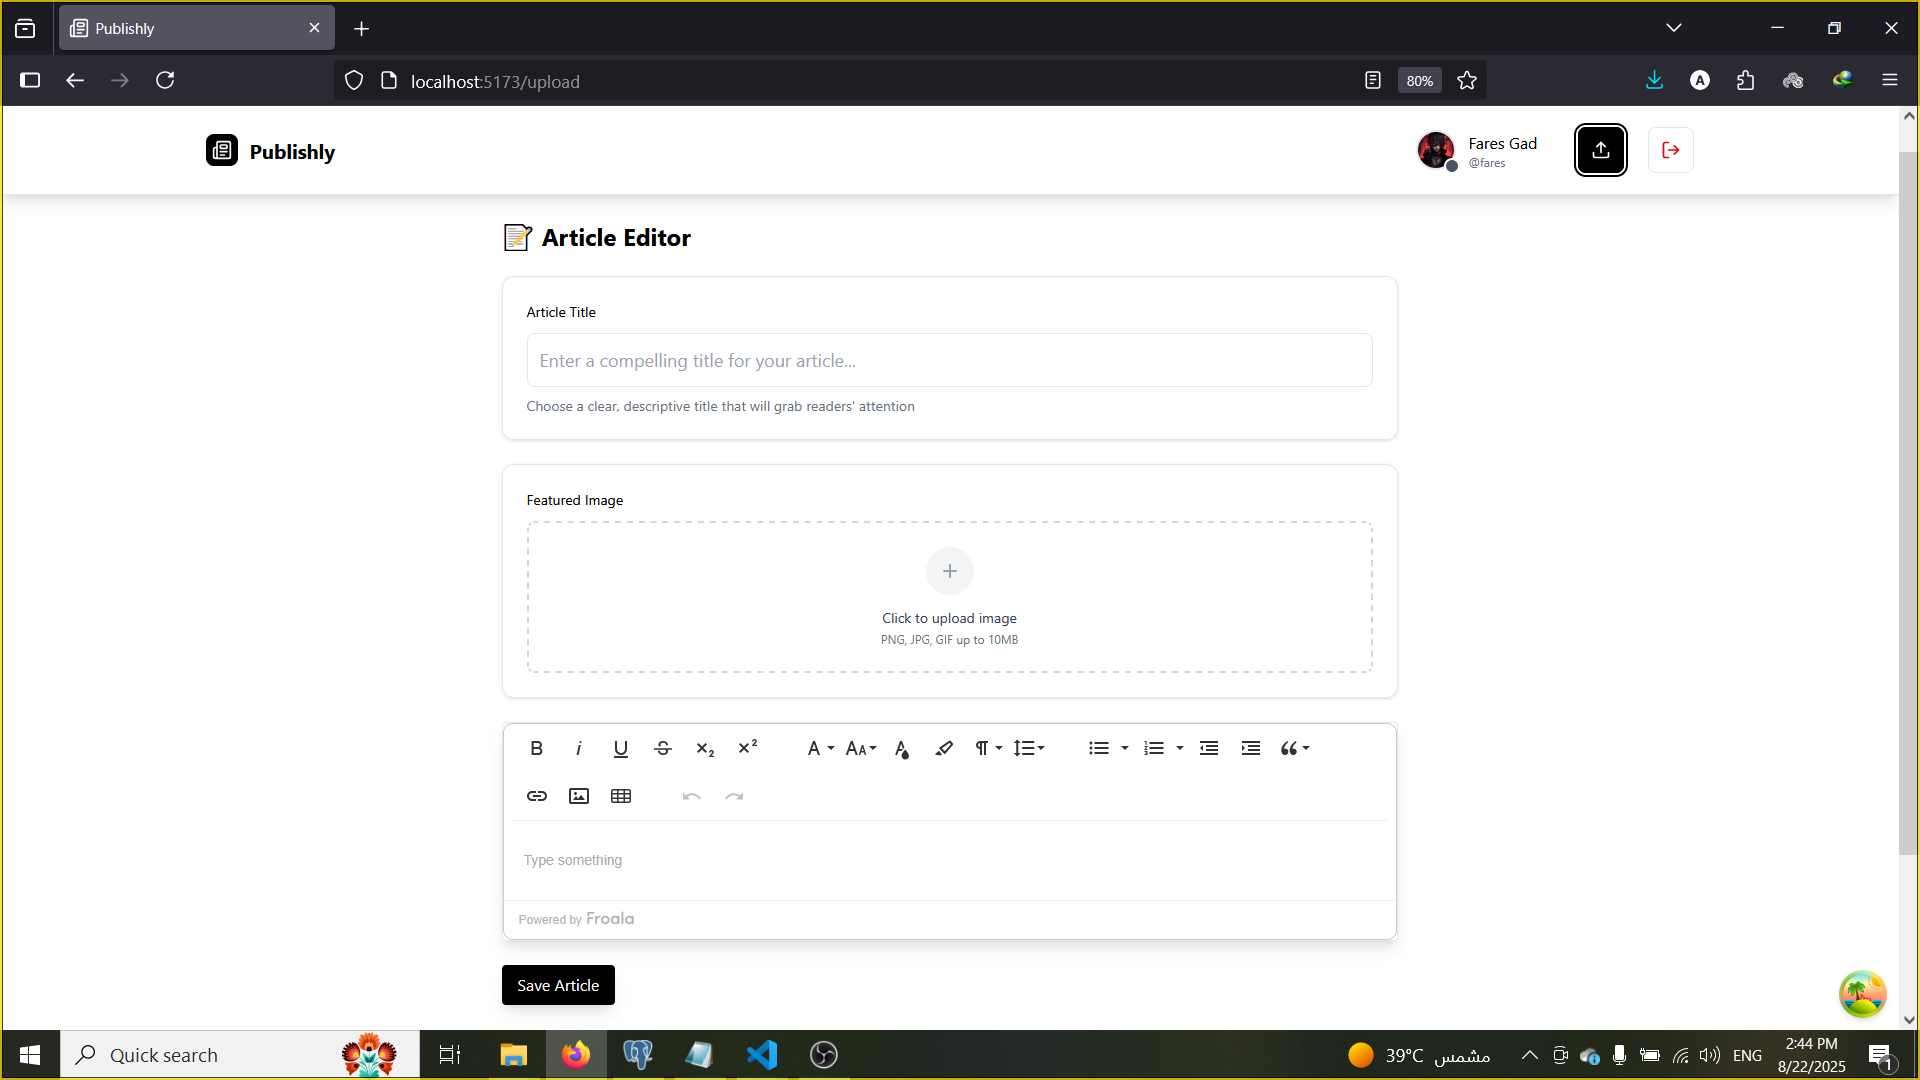 Publishly
localhost:5173/upload
80%
Publishly
Fares Gad
@fares
Article Editor
Article Title
Enter a compelling title for your article...
Choose a clear, descriptive title that will grab readers' attention
Featured Image
Click to upload image
PNG, JPG, GIF up to 10MB
Type something
Powered by Froala
Save Article
Quick search
39°C مشمس
ENG
2:44 PM
8/22/2025
1